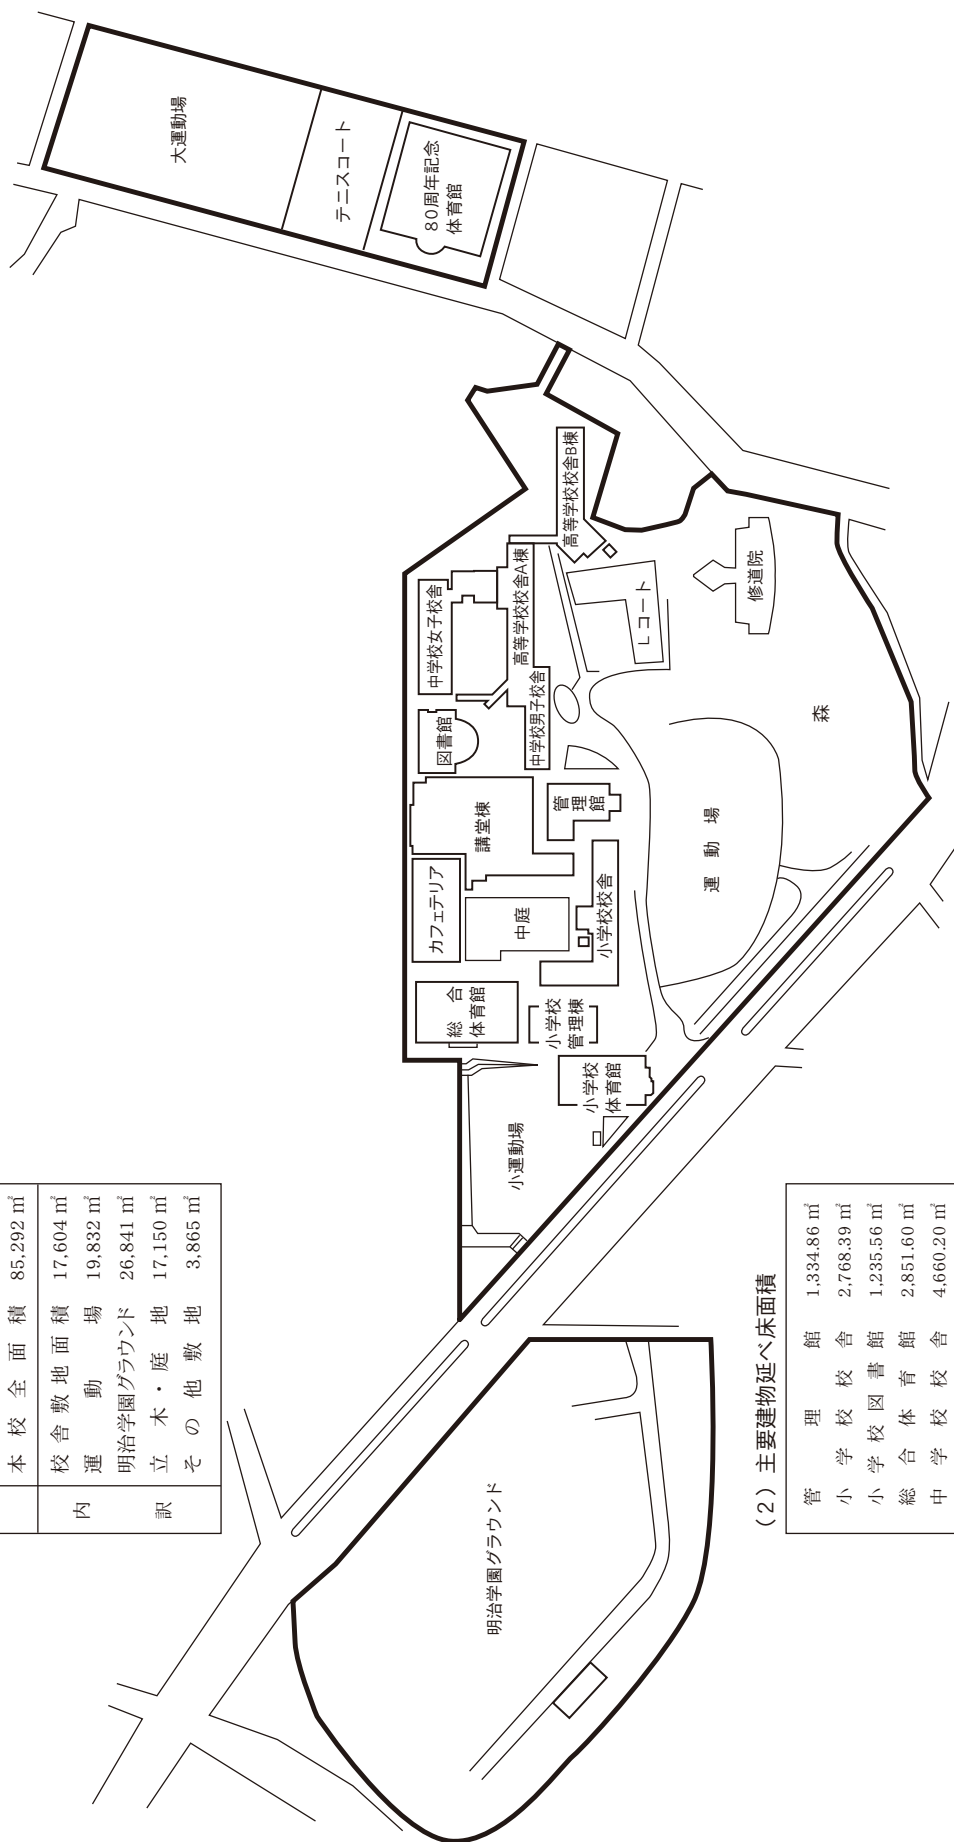 本校全面積 85,292㎡
内訳
校舎敷地面積 17,604㎡
運動場 19,832㎡
明治学園グラウンド 26,841㎡
立木・庭地 17,150㎡
その他敷地 3,865㎡
(2) 主要建物延べ床面積
管理館 1,334.86㎡
小学校校舎 2,768.39㎡
小学校図書館 1,235.56㎡
総合体育館 2,851.60㎡
中学校校舎 4,660.20㎡
明治学園グラウンド
小運動場
総合
体育館
小学校
管理棟
小学校
体育館
カフェテリア
中庭
小学校校舎
講堂棟
管理
館
図書館
中学校女子校舎
高等学校校舎A棟
中学校男子校舎
高等学校校舎B棟
Lコート
運動場
森
修道院
大運動場
テニスコート
80周年記念
体育館